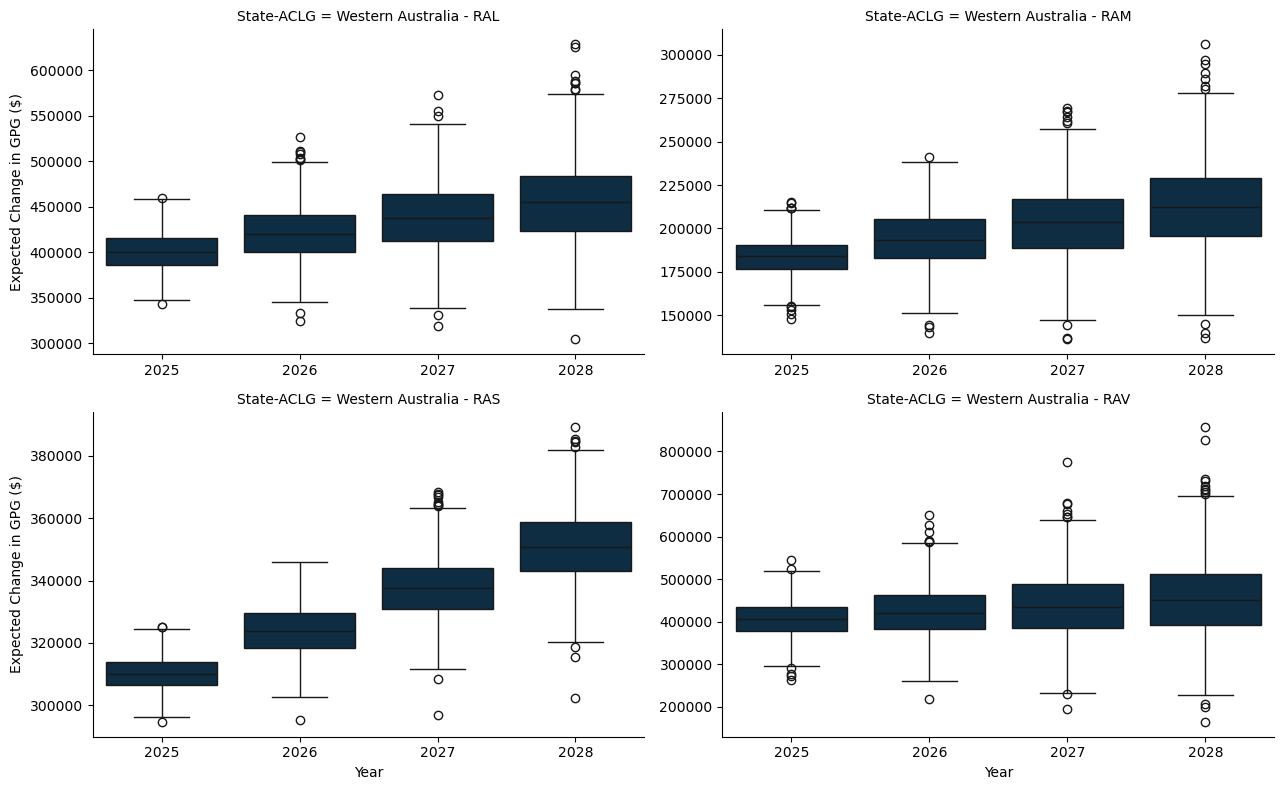 State-ACLG = Western Australia - RAL
Expected Change in GPG ($)
600000
550000
500000
450000
400000
350000
300000
2025 2026 2027 2028
State-ACLG = Western Australia - RAM
300000
275000
250000
225000
200000
175000
150000
2025 2026 2027 2028
State-ACLG = Western Australia - RAS
Expected Change in GPG ($)
380000
360000
340000
320000
300000
2025 2026 2027 2028
Year
State-ACLG = Western Australia - RAV
800000
700000
600000
500000
400000
300000
200000
2025 2026 2027 2028
Year